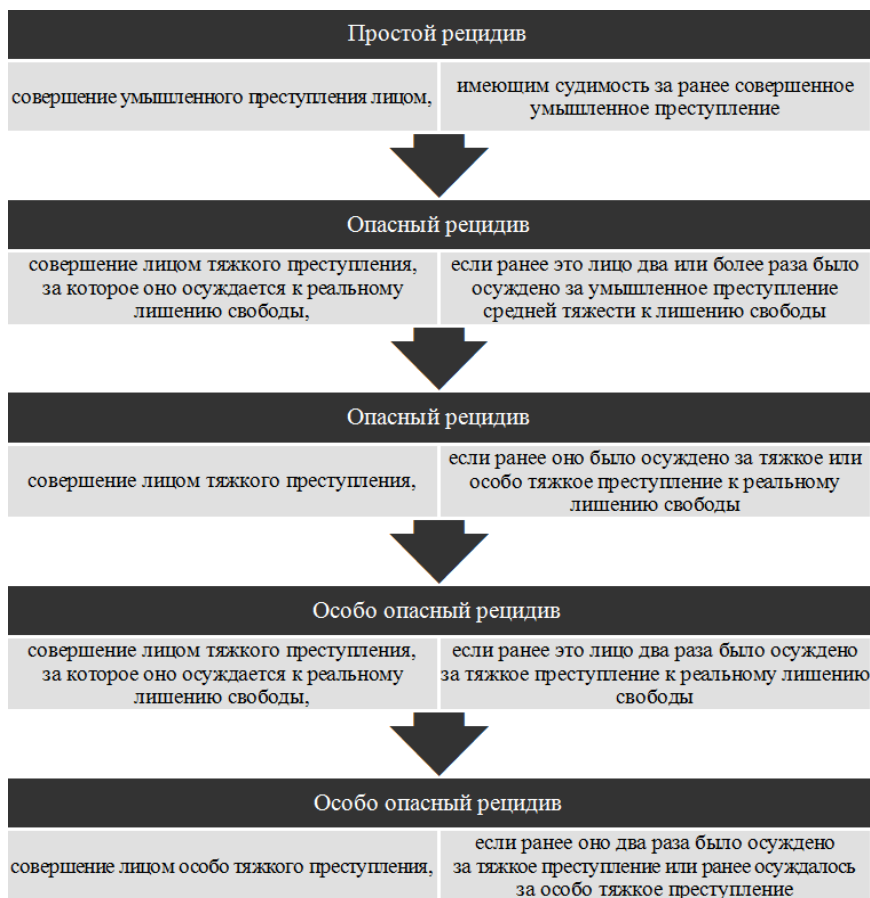 Простой рецидив
совершение умышленного преступления лицом,
имеющим судимость за ранее совершенное
умышленное преступление
Опасный рецидив
совершение лицом тяжкого преступления,
за которое оно осуждается к реальному
лишению свободы,
если ранее это лицо два или более раза было
осуждено за умышленное преступление
средней тяжести к лишению свободы
Опасный рецидив
совершение лицом тяжкого преступления,
если ранее оно было осуждено за тяжкое или
особо тяжкое преступление к реальному
лишению свободы
Особо опасный рецидив
совершение лицом тяжкого преступления,
за которое оно осуждается к реальному
лишению свободы,
если ранее это лицо два раза было осуждено
за тяжкое преступление к реальному лишению
свободы
Особо опасный рецидив
совершение лицом особо тяжкого преступления,
если ранее оно два раза было осуждено
за тяжкое преступление или ранее осуждалось
за особо тяжкое преступление